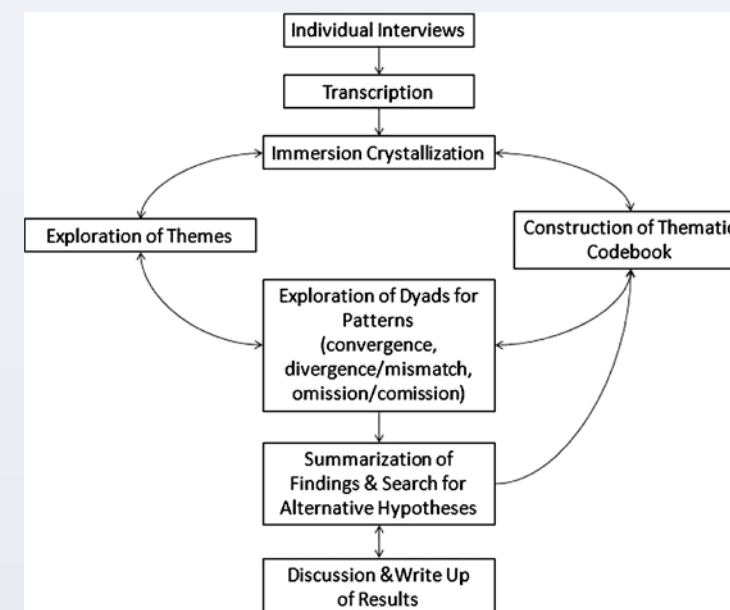 Individual Interviews
Transcription
Immersion Crystallization
Exploration of Themes
Construction of Thematic
Codebook
Exploration of Dyads for
Patterns
(convergence,
divergence/mismatch,
omission/comission)
Summarization of
Findings & Search for
Alternative Hypotheses
Discussion &Write Up
of Results